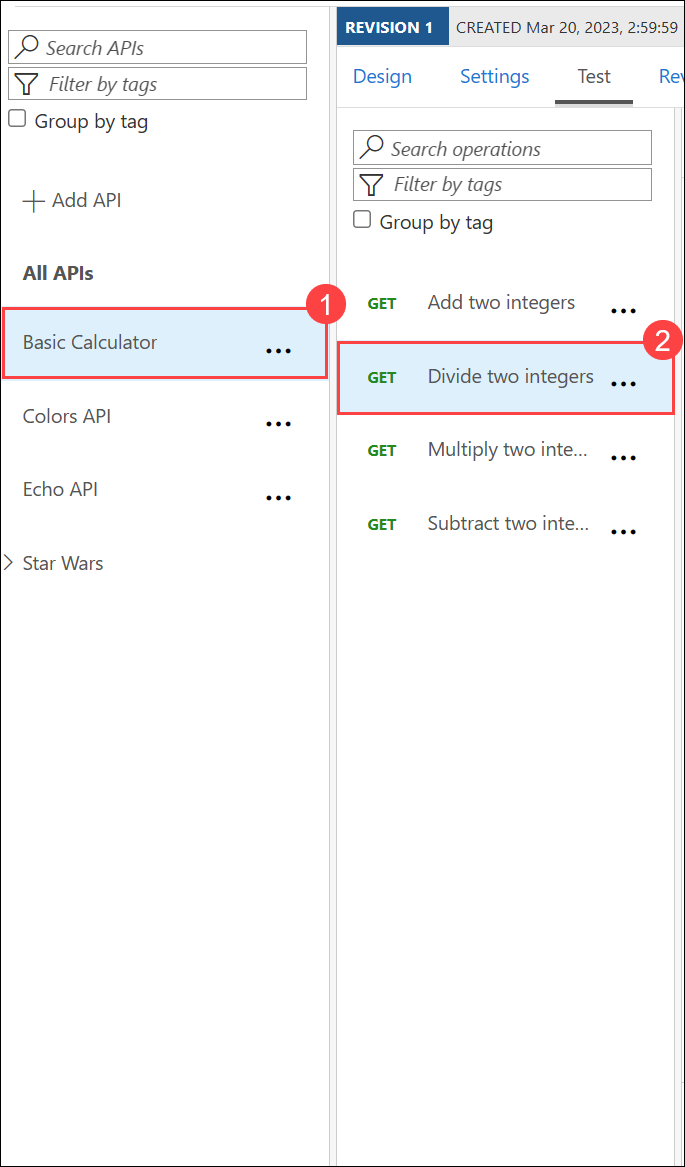 Search APIs
Filter by tags
Group by tag
Add API
All APIs
1
Basic Calculator
Colors API
Echo API
Star Wars
REVISION 1 CREATED Mar 20, 2023, 2:59:59
Design Settings Test Rev
Search operations
Filter by tags
Group by tag
GET Add two integers
2
GET Divide two integers
GET Multiply two inte...
GET Subtract two inte...